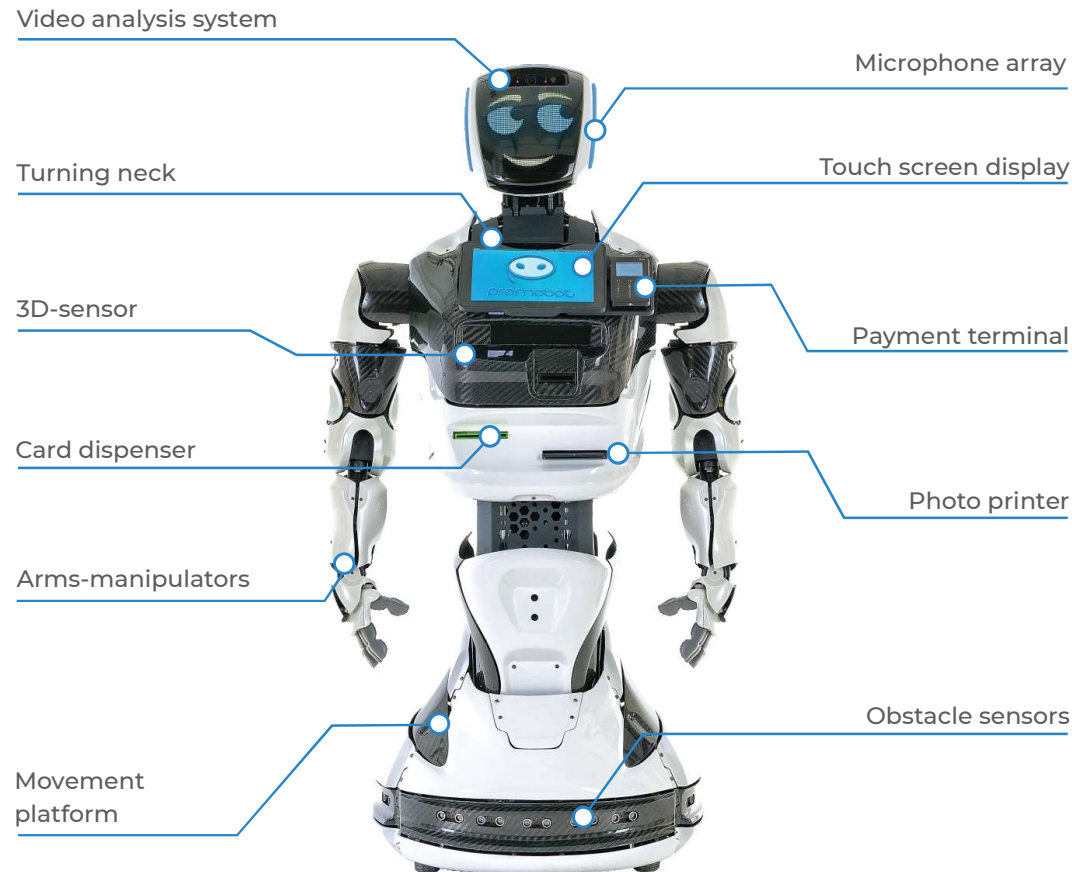 Video analysis system
Microphone array
Turning neck
Touch screen display
promobot
3D-sensor
Payment terminal
Card dispenser
Photo printer
Arms-manipulators
Obstacle sensors
Movement
platform